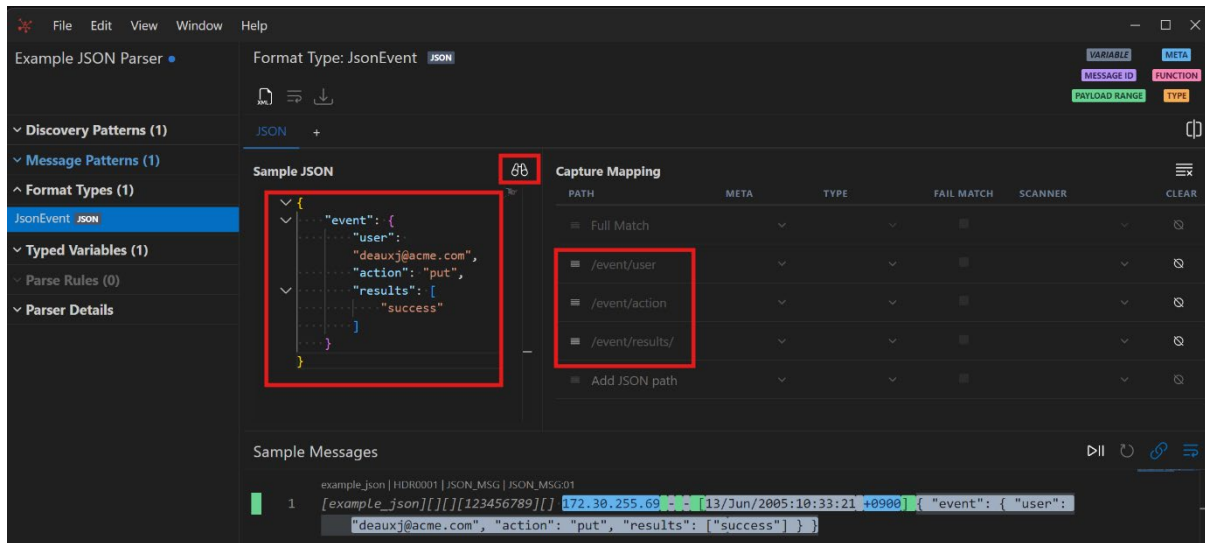 File Edit View Window Help
Example JSON Parser
Format Type: JsonEvent JSON
VARIABLE META
MESSAGE ID FUNCTION
PAYLOAD RANGE TYPE
XML
Discovery Patterns (1)
Message Patterns (1)
Format Types (1)
JsonEvent JSON
Typed Variables (1)
Parse Rules (0)
Parser Details
JSON +
Sample JSON
{
"event": {
"user":
"deauxj@acme.com",
"action": "put",
"results": [
"success"
]
}
}
Capture Mapping
PATH META TYPE FAIL MATCH SCANNER CLEAR
Full Match
/event/user
/event/action
/event/results/
Add JSON path
Sample Messages
example_json | HDR0001 | JSON_MSG | JSON_MSG:01
1 [example_json][][][123456789][] 172.30.255.69 - - [13/Jun/2005:10:33:21 +0900] { "event": { "user":
"deauxj@acme.com", "action": "put", "results": ["success"] } }